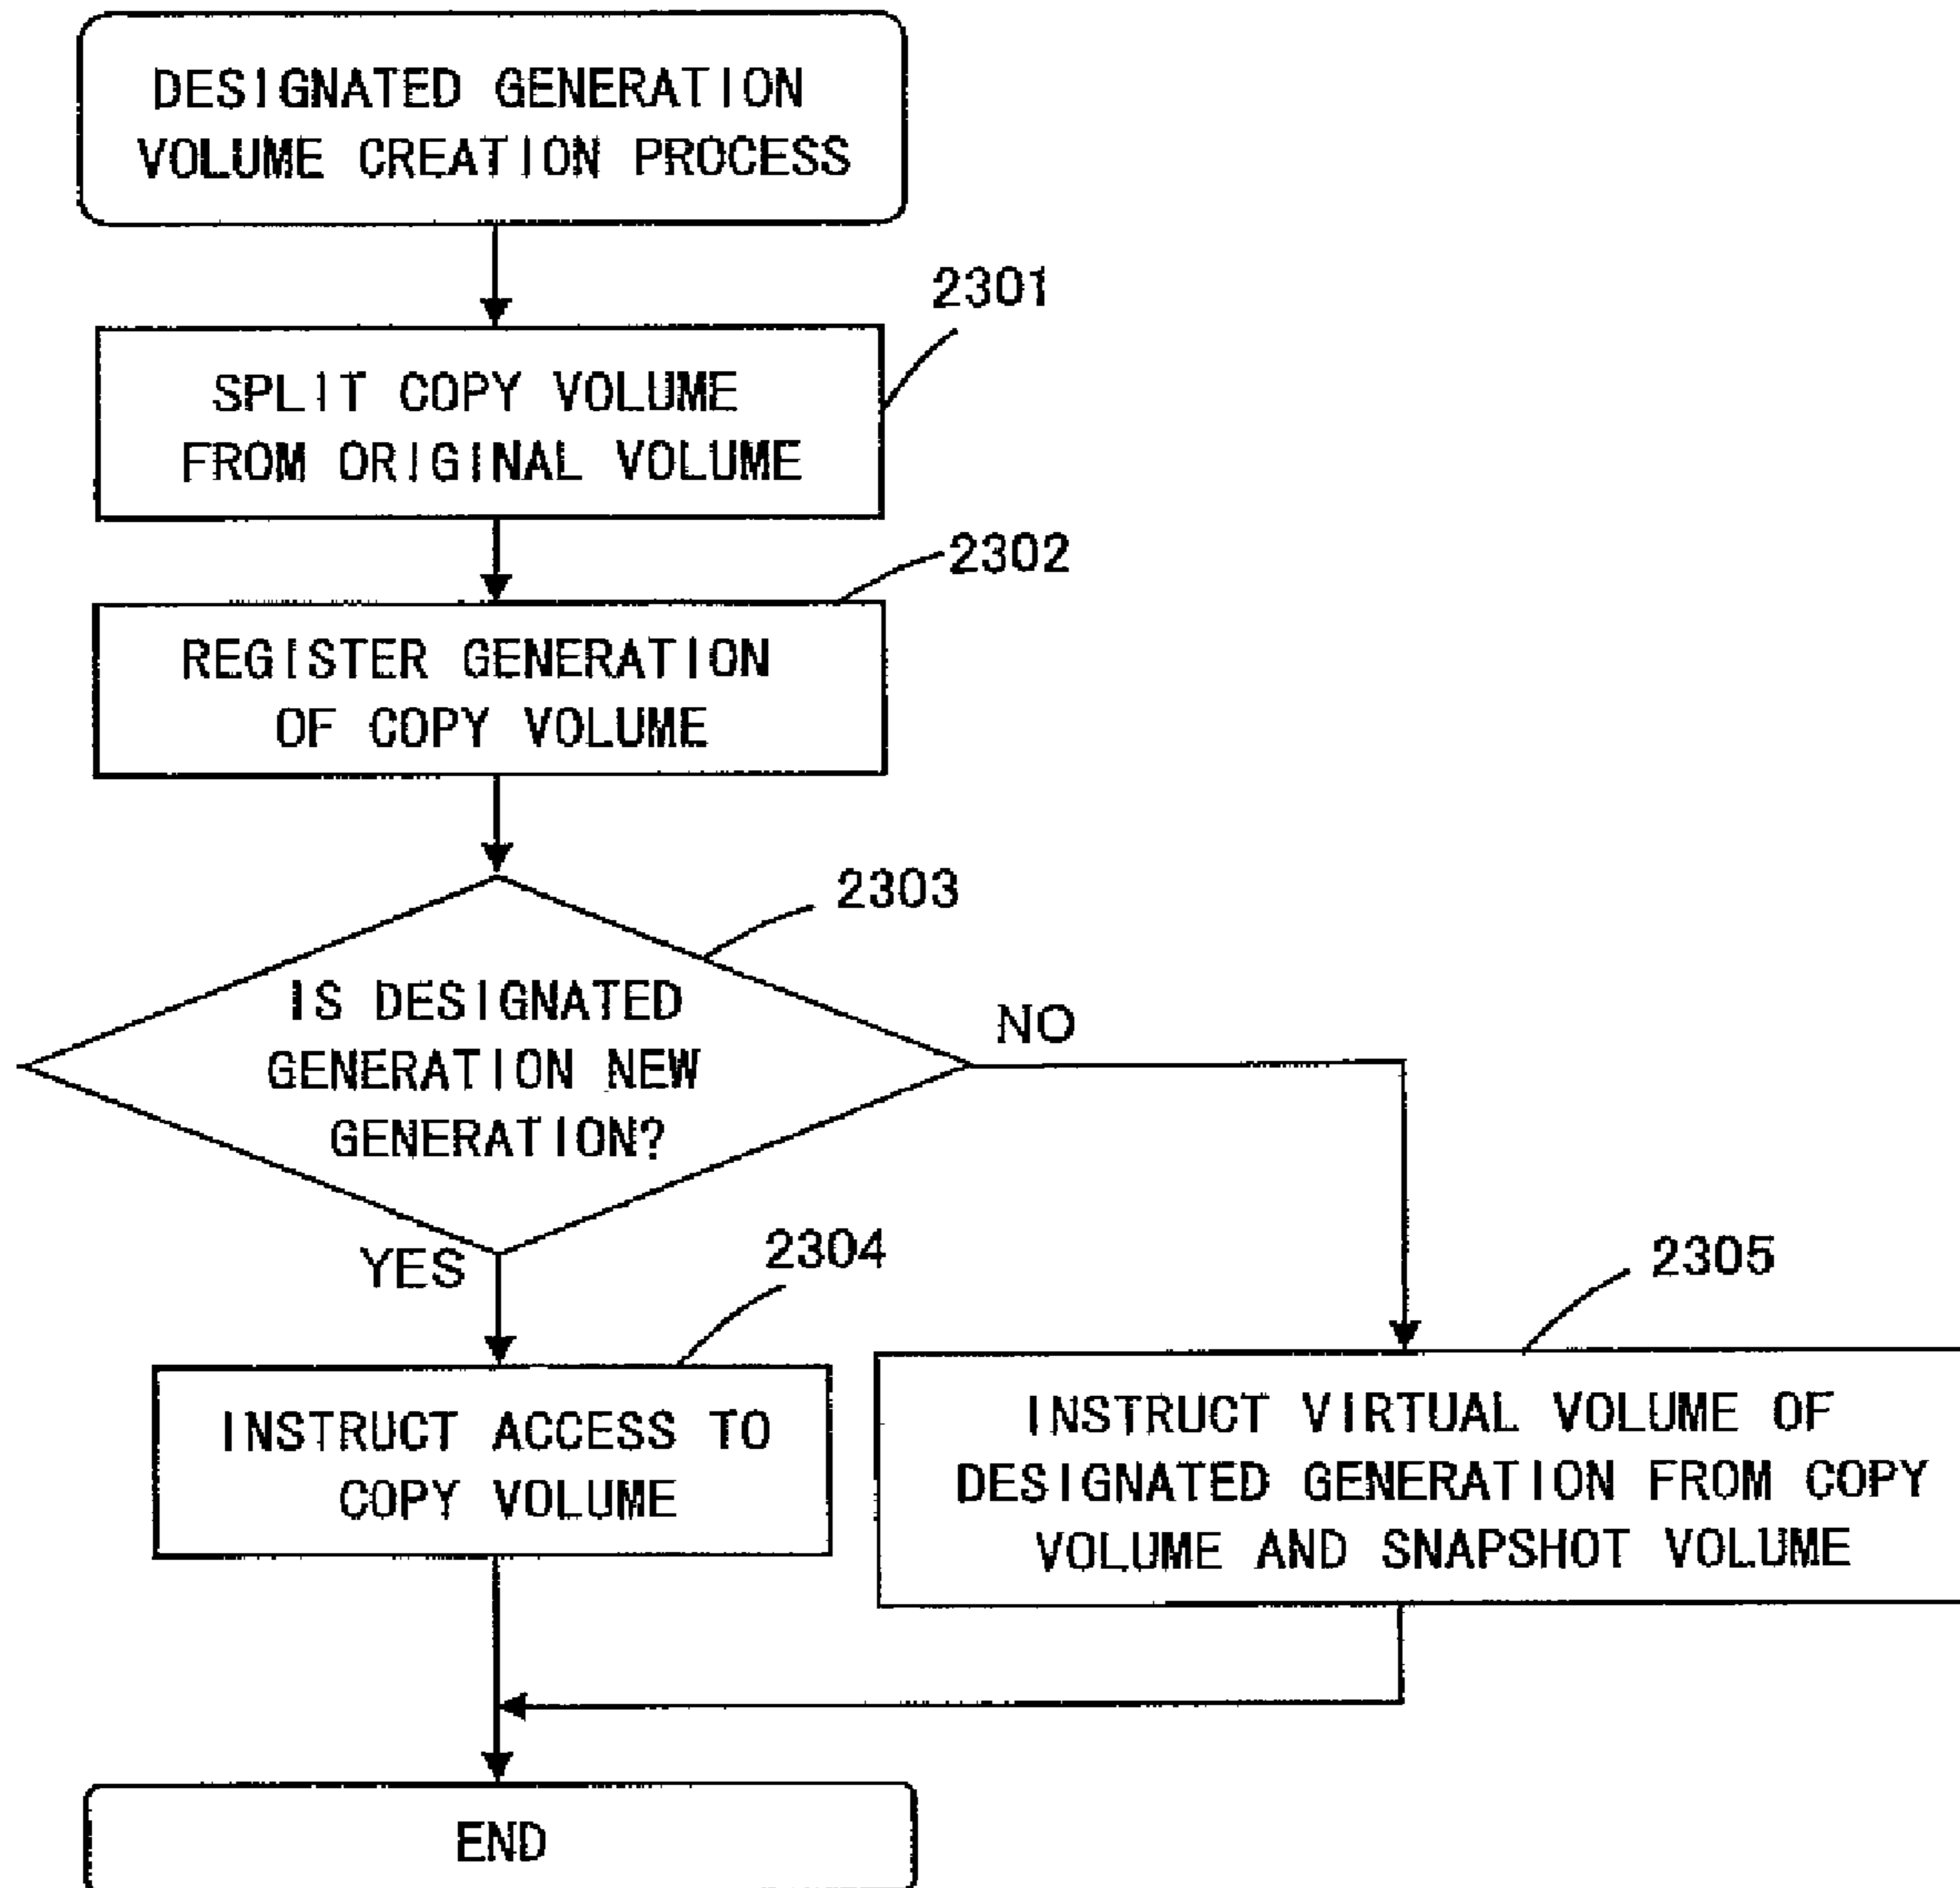 DESIGNATED GENERATION
VOLUME CREATION PROCESS
2301
SPLIT COPY VOLUME
FROM ORIGINAL VOLUME
2302
REGISTER GENERATION
OF COPY VOLUME
2303
IS DESIGNATED
GENERATION NEW
GENERATION?
NO
YES
2304
INSTRUCT ACCESS TO
COPY VOLUME
2305
INSTRUCT VIRTUAL VOLUME OF
DESIGNATED GENERATION FROM COPY
VOLUME AND SNAPSHOT VOLUME
END